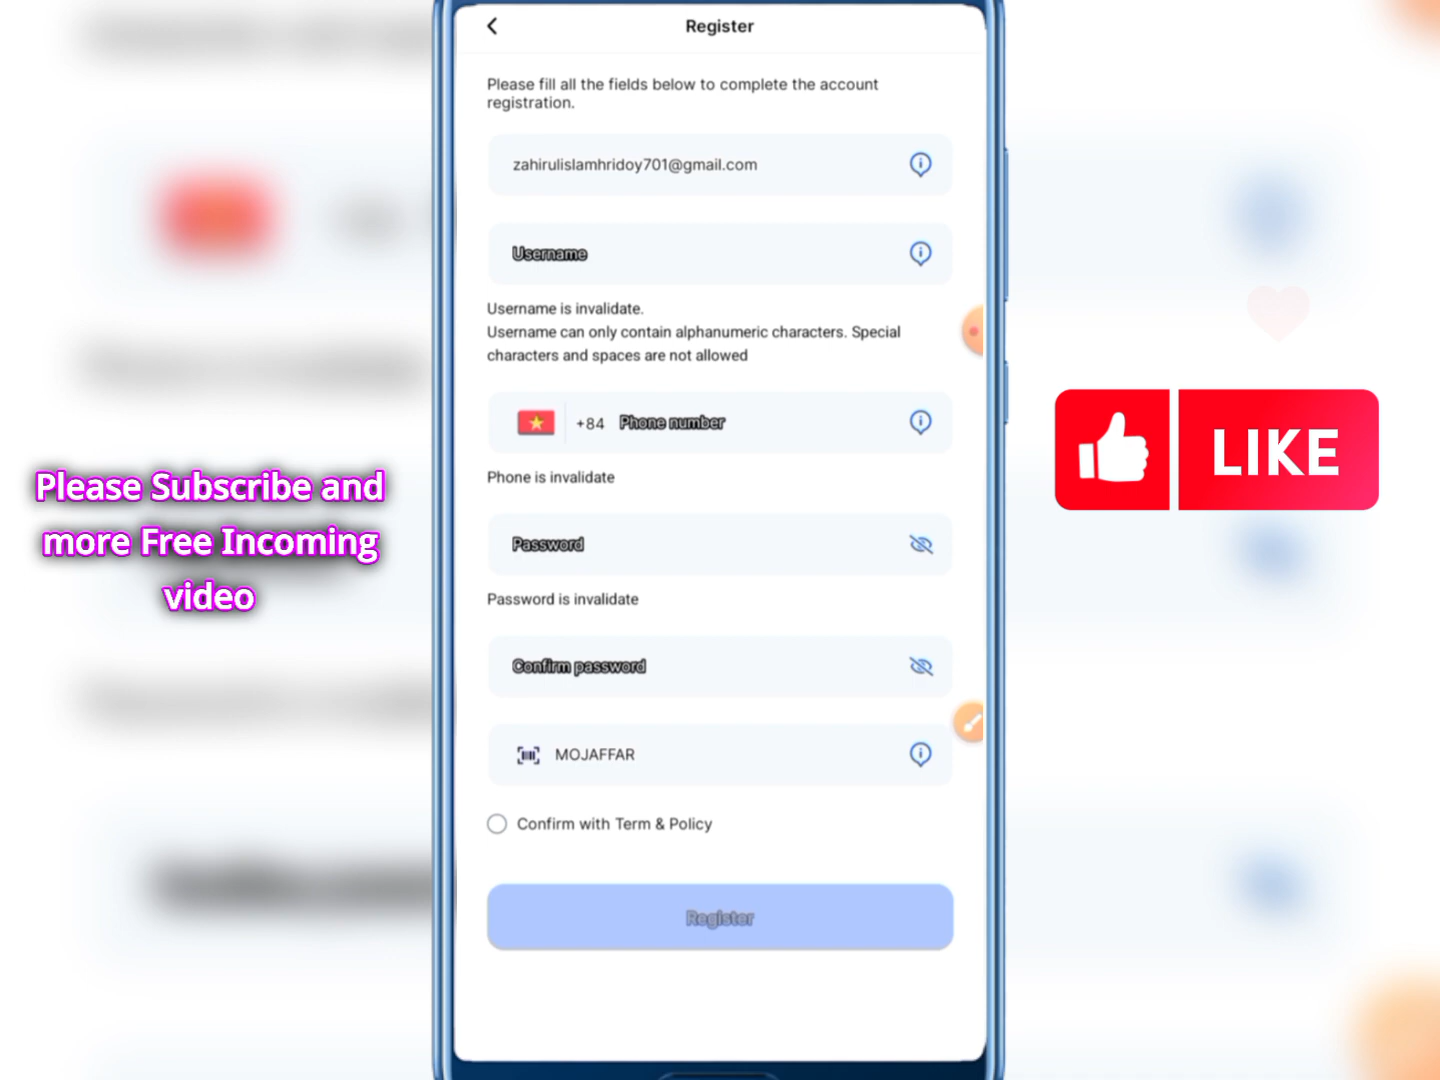 Register
Please fill all the fields below to complete the account
registration.
zahirulislamhridoy701@gmail.com
Username
Username is invalidate.
Username can only contain alphanumeric characters. Special
characters and spaces are not allowed
+84 Phone number
Phone is invalidate
Password
Password is invalidate
Confirm password
MOJAFFAR
Confirm with Term & Policy
Register
Please Subscribe and
more Free Incoming
video
LIKE